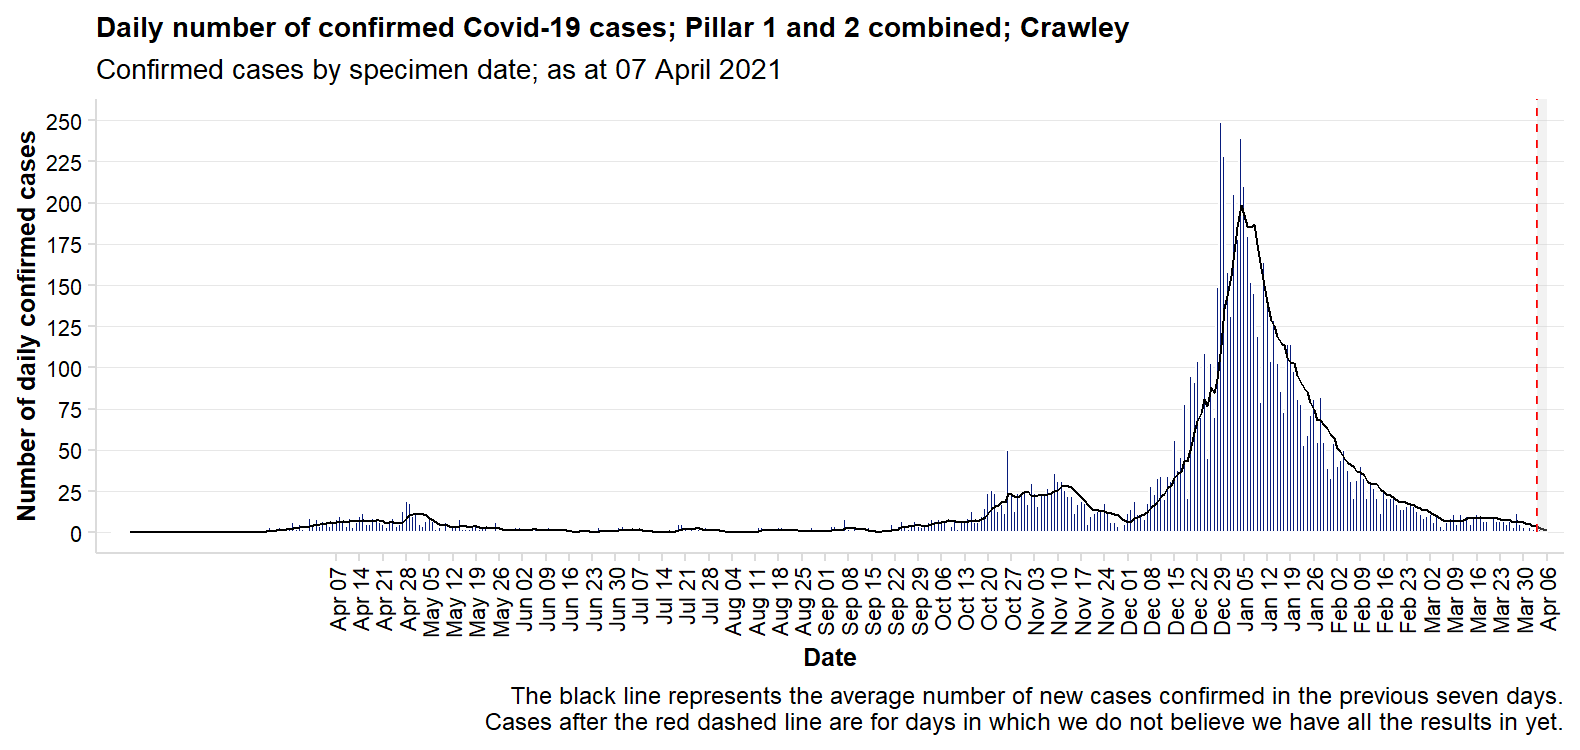 Daily number of confirmed Covid-19 cases; Pillar 1 and 2 combined; Crawley
Confirmed cases by specimen date; as at 07 April 2021
Number of daily confirmed cases
250
225
200
175
150
125
100
75
50
25
0
Apr 07
Apr 14
Apr 21
Apr 28
May 05
May 12
May 19
May 26
Jun 02
Jun 09
Jun 16
Jun 23
Jun 30
Jul 07
Jul 14
Jul 21
Jul 28
Aug 04
Aug 11
Aug 18
Aug 25
Sep 01
Sep 08
Sep 15
Sep 22
Sep 29
Oct 06
Oct 13
Oct 20
Oct 27
Nov 03
Nov 10
Nov 17
Nov 24
Dec 01
Dec 08
Dec 15
Dec 22
Dec 29
Jan 05
Jan 12
Jan 19
Jan 26
Feb 02
Feb 09
Feb 16
Feb 23
Mar 02
Mar 09
Mar 16
Mar 23
Mar 30
Apr 06
Date
The black line represents the average number of new cases confirmed in the previous seven days.
Cases after the red dashed line are for days in which we do not believe we have all the results in yet.